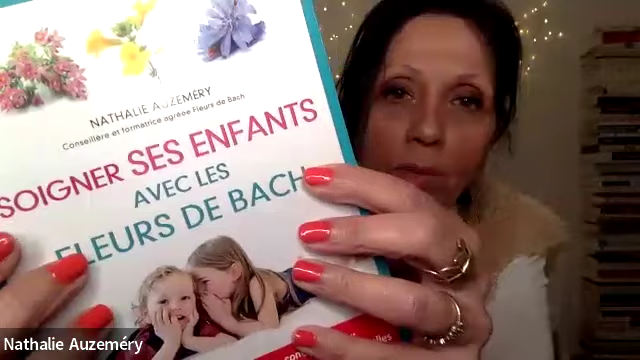 NATHALIE AUZEMÉRY
Conseillère et formatrice agréée Fleurs de Bach
SOIGNER SES ENFANTS
AVEC LES
FLEURS DE BACH
Nathalie Auzeméry